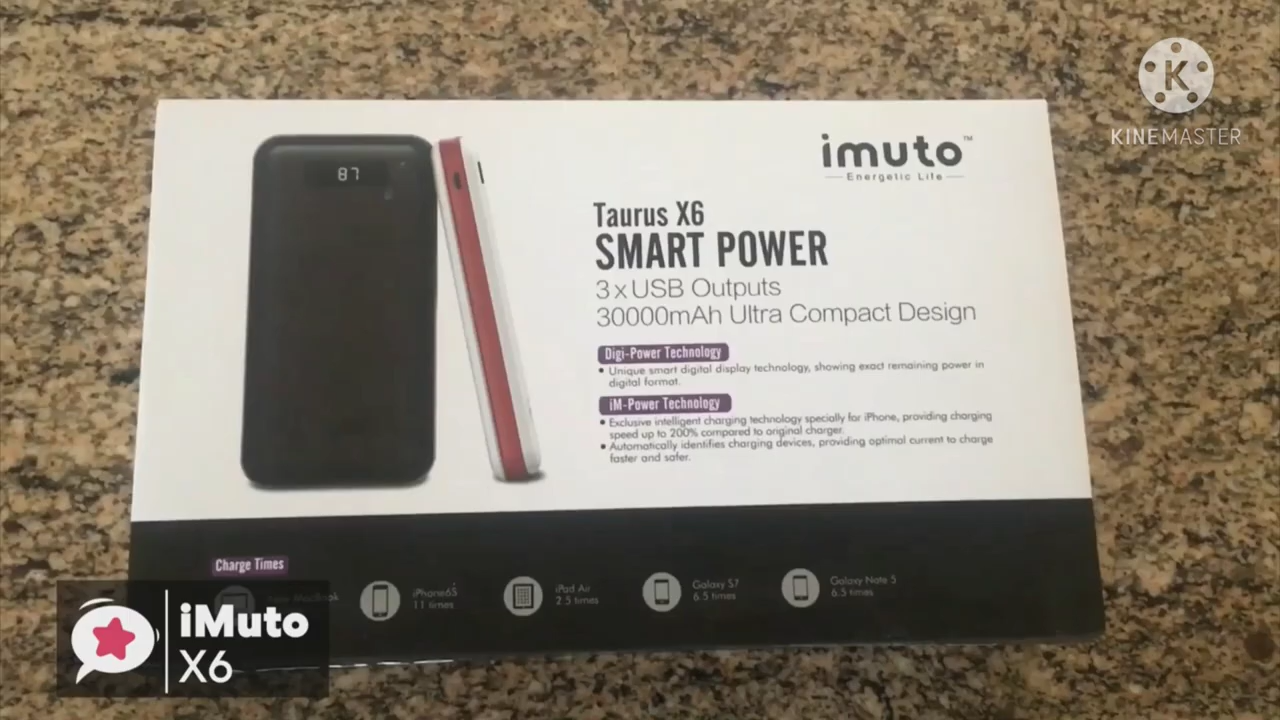 KINEMASTER
87
imuto™
Energetic Life
Taurus X6
SMART POWER
3xUSB Outputs
30000mAh Ultra Compact Design
Digi-Power Technology
• Unique smart digital display technology, showing exact remaining power in
digital format.
iM-Power Technology
• Exclusive intelligent charging technology specially for iPhone, providing charging
speed up to 200% compared to original charger.
• Automatically identifies charging devices, providing optimal current to charge
faster and safer.
Charge Times
MacBook
iPhone6S
11 times
iPad Air
2.5 times
Galaxy S7
6.5 times
Galaxy Note 5
6.5 times
iMuto
X6